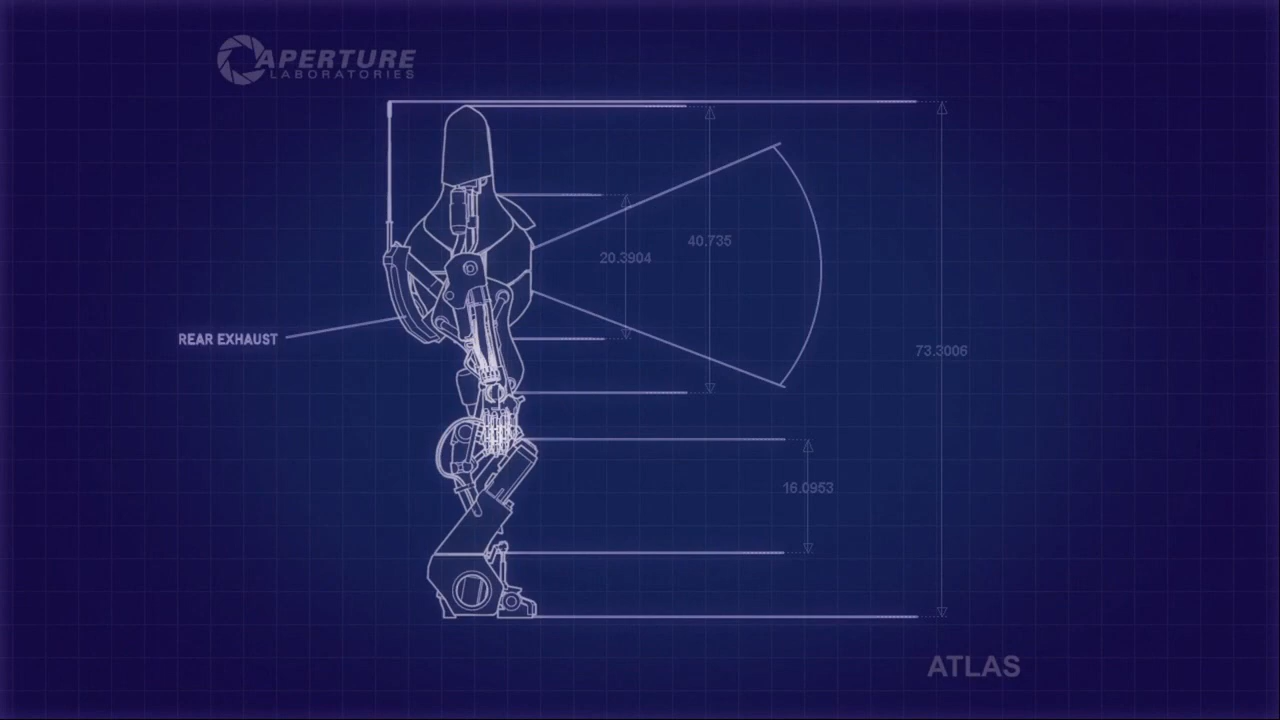 APERTURE
LABORATORIES
40.735
20.3904
REAR EXHAUST
73.3006
16.0953
ATLAS